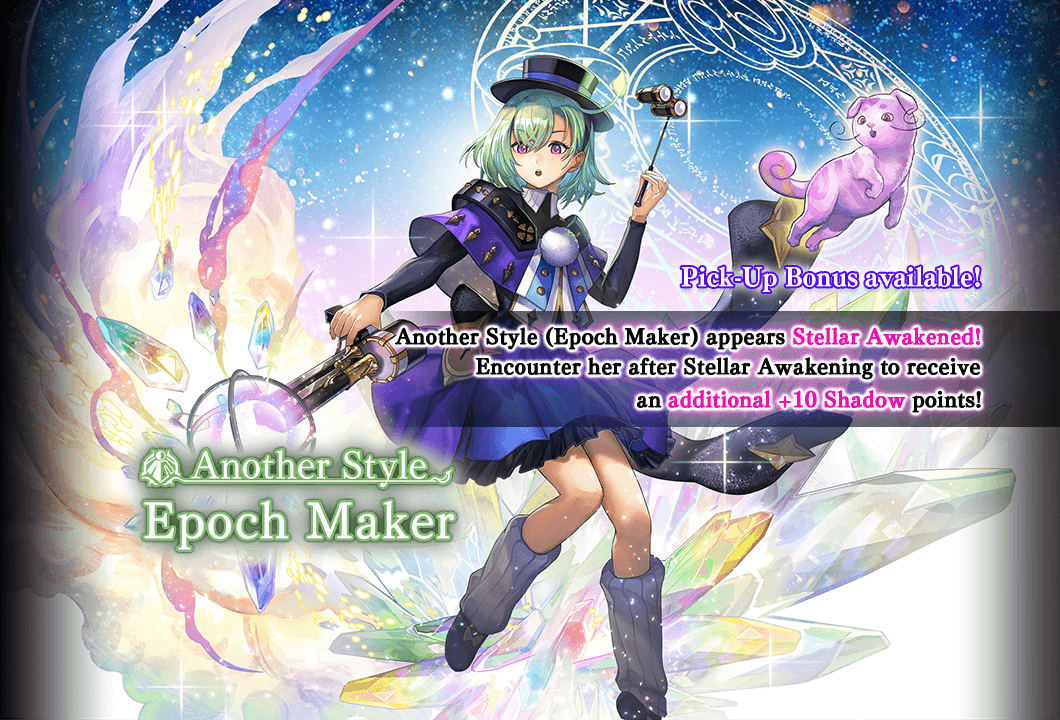 Pick-Up Bonus available!
Another Style (Epoch Maker) appears Stellar Awakened!
Encounter her after Stellar Awakening to receive
an additional +10 Shadow points!
Another Style
Epoch Maker